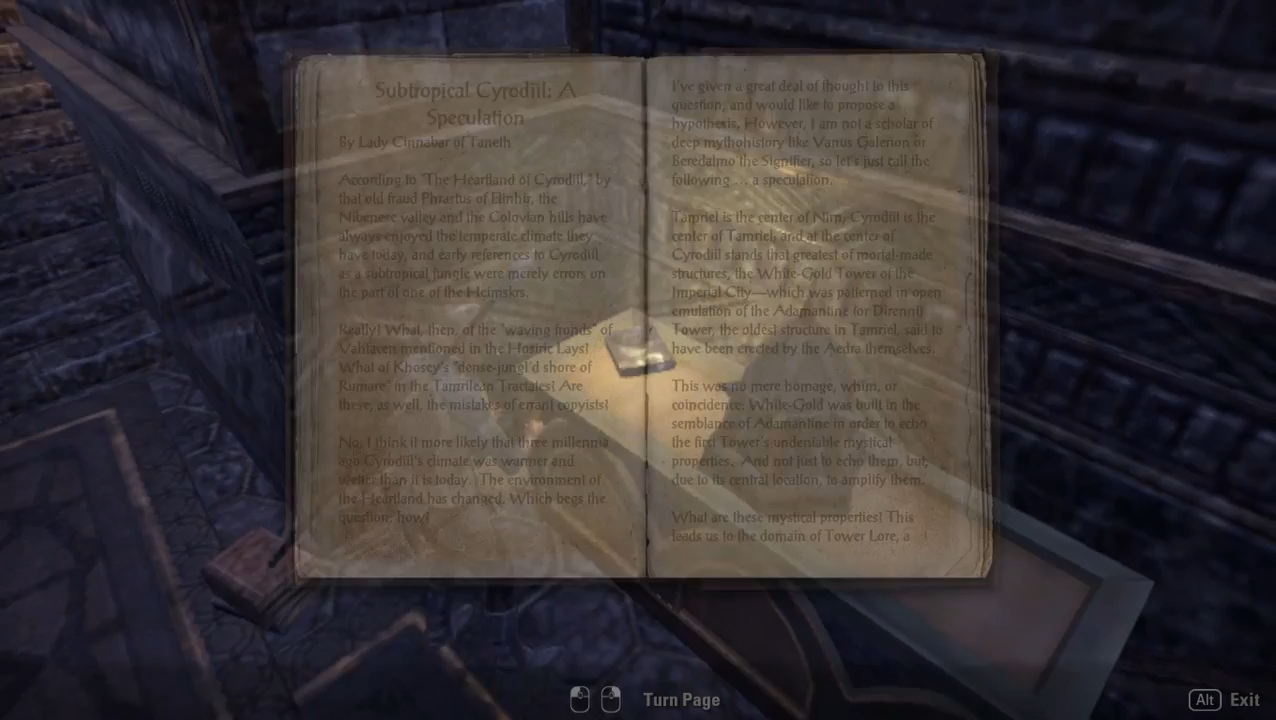 Subtropical Cyrodiil: A
Speculation
By Lady Cinnabar of Taneth
According to "The Heartland of Cyrodiil," by
that old fraud Phrastus of Elinhir, the
Nibenese valley and the Colovian hills have
always enjoyed the temperate climate they
have today, and early references to Cyrodiil
as a subtropical jungle were merely errors on
the part of one of the Heimskrs.
Really? What, then, of the "waving fronds" of
Vahtacen mentioned in the Hosric Lays?
What of Khosey's "dense-jungl'd shore of
Rumare" in the Tamrilean Tractates? Are
these, as well, the mistakes of errant copyists?
No, I think it more likely that three millennia
ago Cyrodiil's climate was warmer and
wetter than it is today. The environment of
the Heartland has changed. Which begs the
question: how?
I've given a great deal of thought to this
question, and would like to propose a
hypothesis. However, I am not a scholar of
deep mythohistory like Vanus Galerion or
Beredalmo the Signifier, so let's just call the
following ... a speculation.
Tamriel is the center of Nirn, Cyrodiil is the
center of Tamriel, and at the center of
Cyrodiil stands that greatest of mortal-made
structures, the White-Gold Tower of the
Imperial City—which was patterned in open
emulation of the Adamantine (or Direnni)
Tower, the oldest structure in Tamriel, said to
have been erected by the Aedra themselves.
This was no mere homage, whim, or
coincidence: White-Gold was built in the
semblance of Adamantine in order to echo
the first Tower's undeniable mystical
properties. And not just to echo them, but,
due to its central location, to amplify them.
What are these mystical properties? This
leads us to the domain of Tower Lore, a
Turn Page
Alt Exit